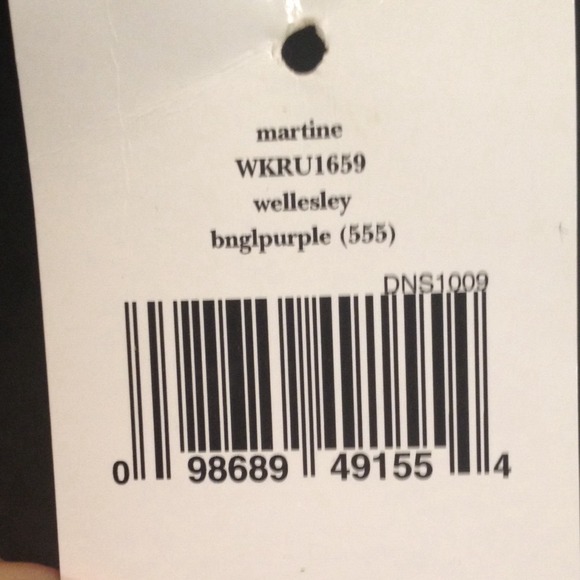 martine
WKRU1659
wellesley
bnglpurple (555)
DNS1009
0 98689 49155 4